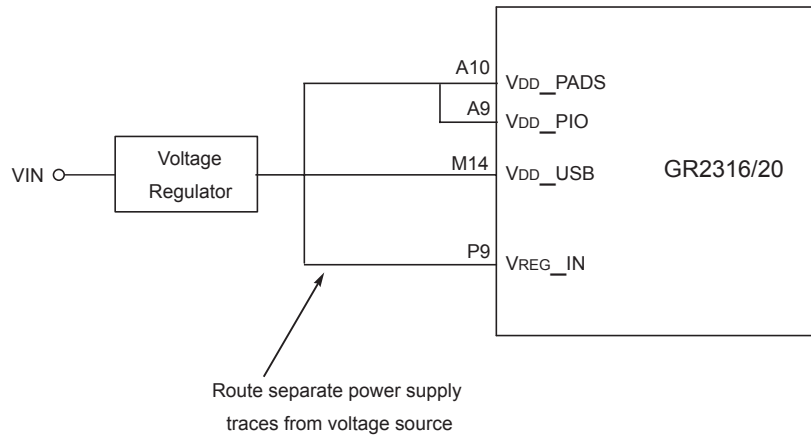 A10
VDD_PADS
A9
VDD_PIO
VIN
Voltage
Regulator
M14
VDD_USB
GR2316/20
P9
VREG_IN
Route separate power supply
traces from voltage source